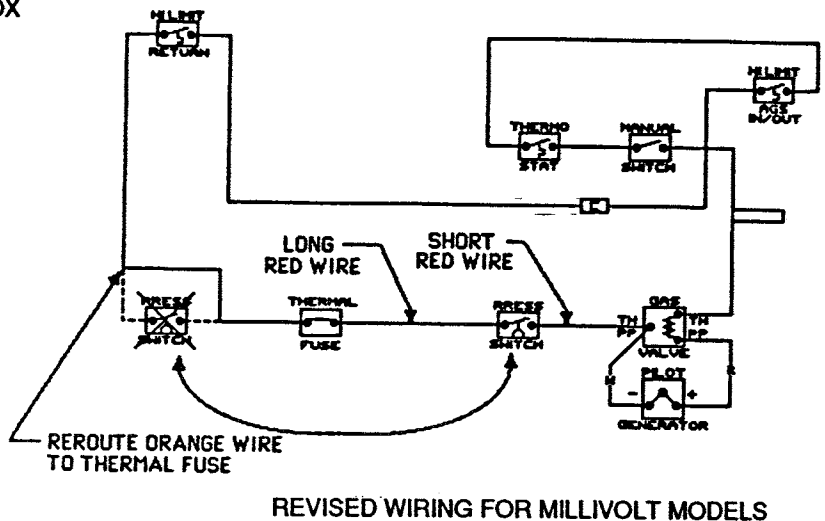 OX
HI LIMIT
RETURN
HI LIMIT
AGS
IN/OUT
THERMO
STAT
MANUAL
SWITCH
LONG
RED WIRE
SHORT
RED WIRE
PRESS
SWITCH
THERMAL
FUSE
PRESS
SWITCH
GAS
TH
PP
TH
PP
VALVE
PILOT
- +
GENERATOR
REROUTE ORANGE WIRE
TO THERMAL FUSE
REVISED WIRING FOR MILLIVOLT MODELS